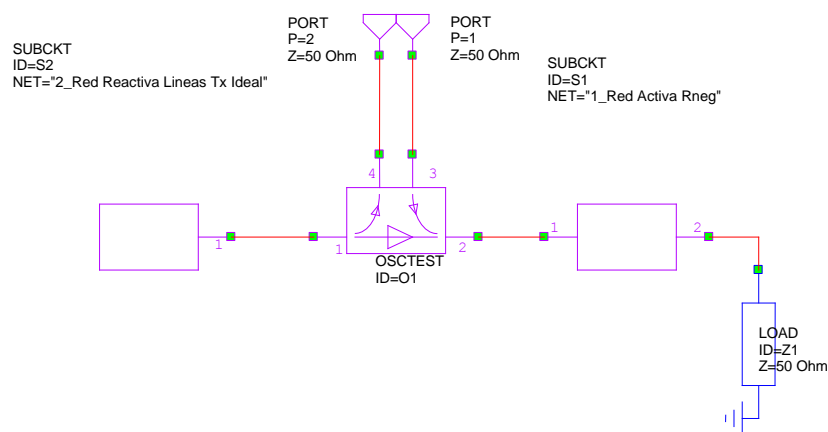 PORT
P=2
Z=50 Ohm
PORT
P=1
Z=50 Ohm
SUBCKT
ID=S2
NET="2_Red Reactiva Lineas Tx Ideal"
SUBCKT
ID=S1
NET="1_Red Activa Rneg"
4
3
1
1
2
1
2
OSCTEST
ID=O1
LOAD
ID=Z1
Z=50 Ohm